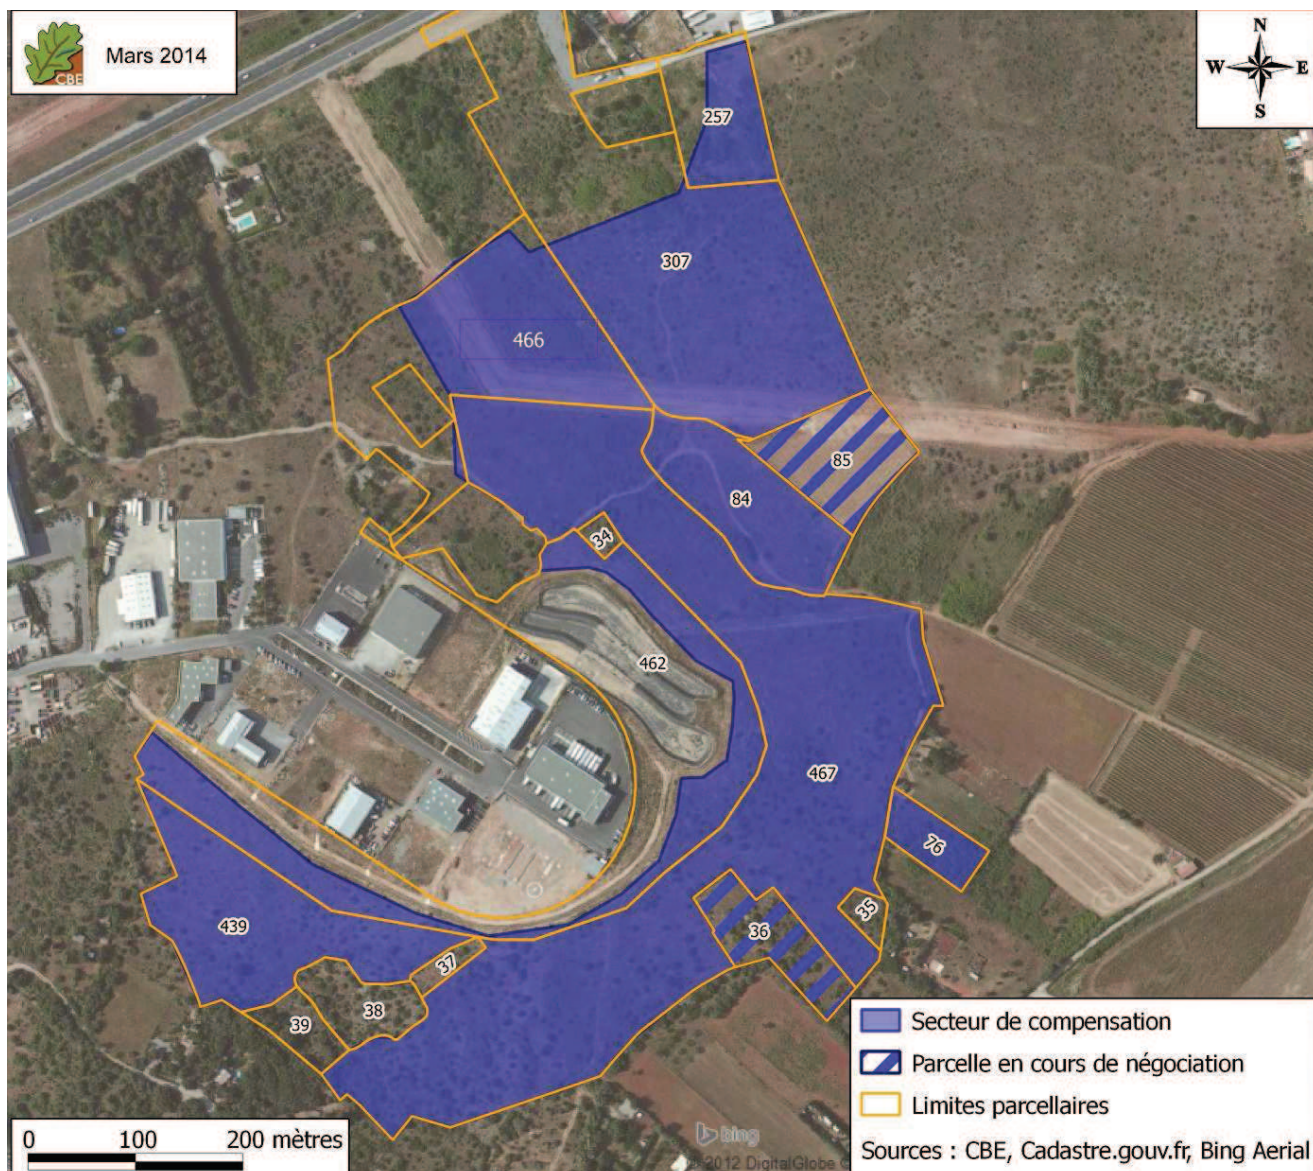 CBE
Mars 2014
N
W E
S
257
307
466
85
84
34
462
467
76
35
36
439
37
38
39
Secteur de compensation
Parcelle en cours de négociation
Limites parcellaires
Sources : CBE, Cadastre.gouv.fr, Bing Aerial
0 100 200 mètres
bing
© 2012 DigitalGlobe